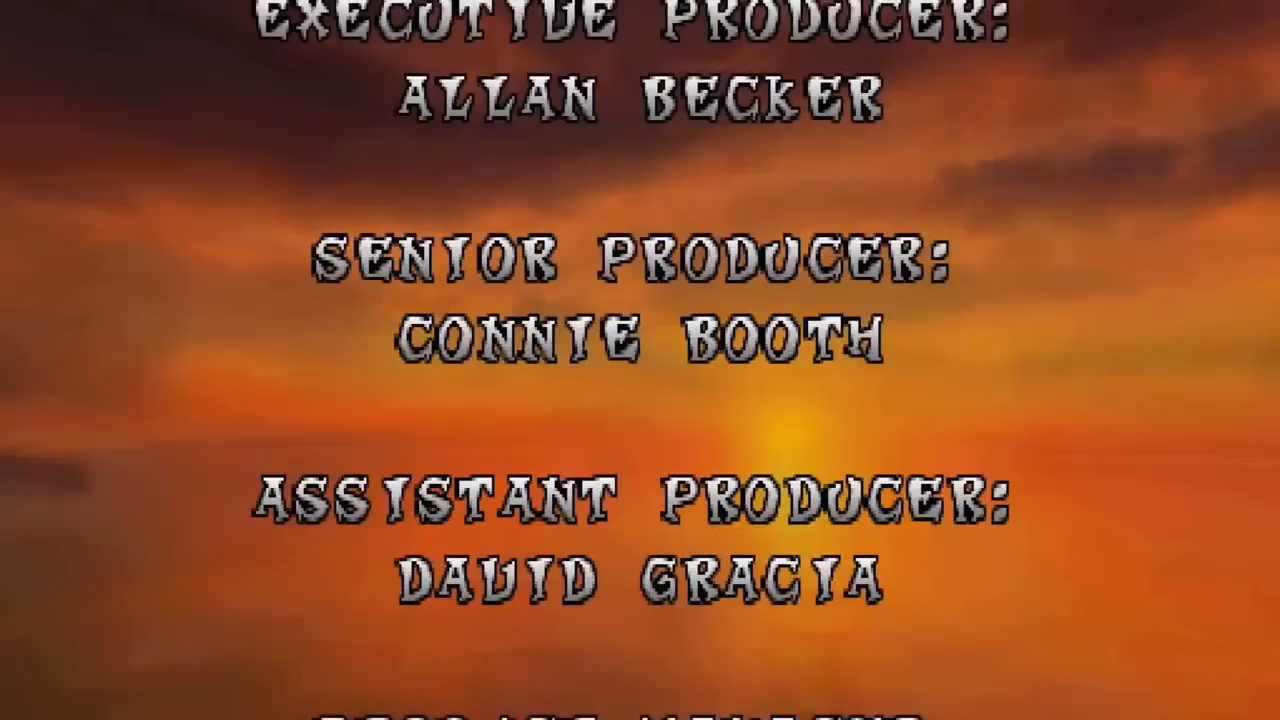 EXECUTIVE PRODUCER:
ALLAN BECKER
SENIOR PRODUCER:
CONNIE BOOTH
ASSISTANT PRODUCER:
DAVID GRACIA